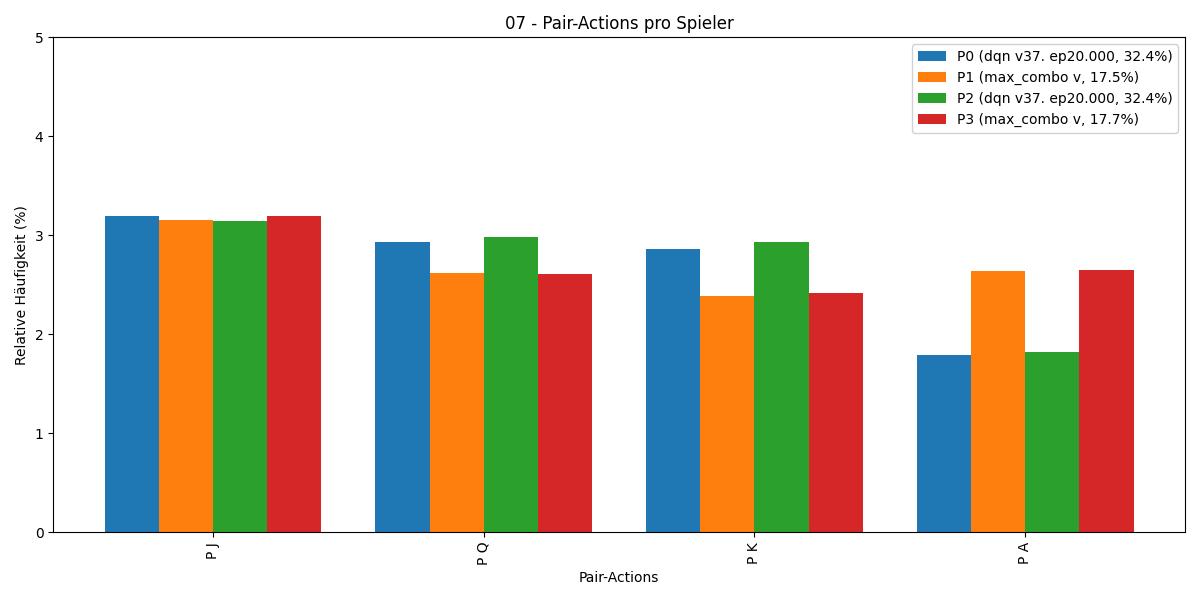 07 - Pair-Actions pro Spieler
P0 (dqn v37. ep20.000, 32.4%)
P1 (max_combo v, 17.5%)
P2 (dqn v37. ep20.000, 32.4%)
P3 (max_combo v, 17.7%)
Relative Häufigkeit (%)
5
4
3
2
1
0
P J
P Q
P K
P A
Pair-Actions